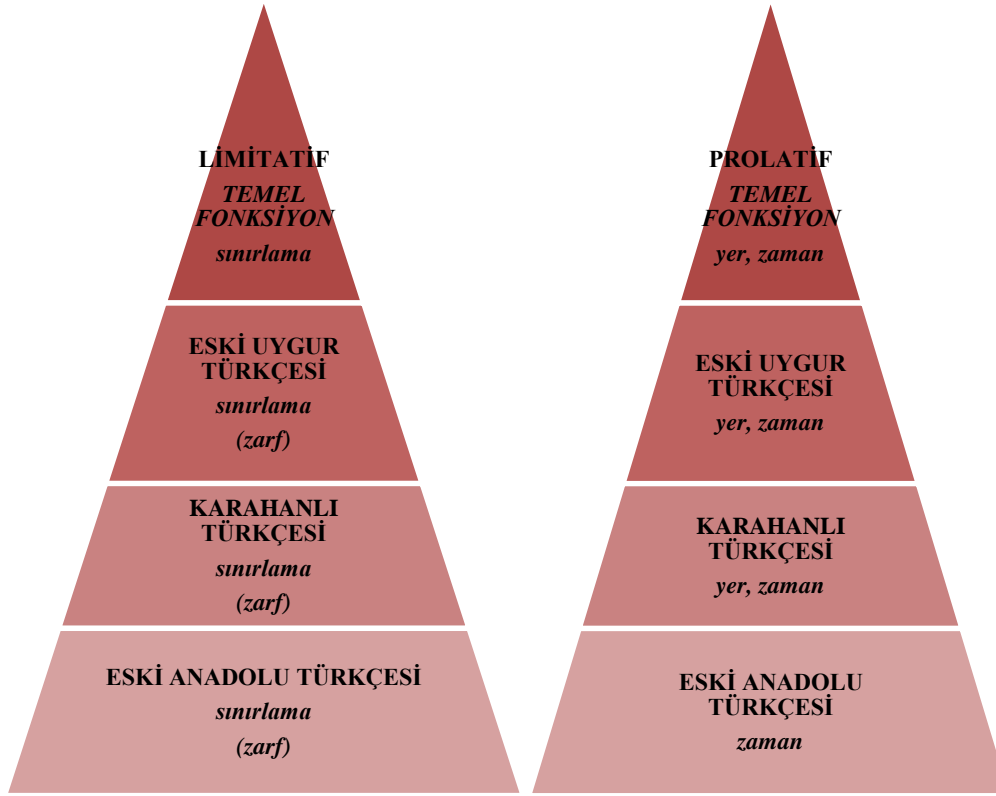 LİMİTATİF
TEMEL
FONKSİYON
sınırlama
ESKİ UYGUR
TÜRKÇESİ
sınırlama
(zarf)
KARAHANLI
TÜRKÇESİ
sınırlama
(zarf)
ESKİ ANADOLU TÜRKÇESİ
sınırlama
(zarf)
PROLATİF
TEMEL
FONKSİYON
yer, zaman
ESKİ UYGUR
TÜRKÇESİ
yer, zaman
KARAHANLI
TÜRKÇESİ
yer, zaman
ESKİ ANADOLU
TÜRKÇESİ
zaman